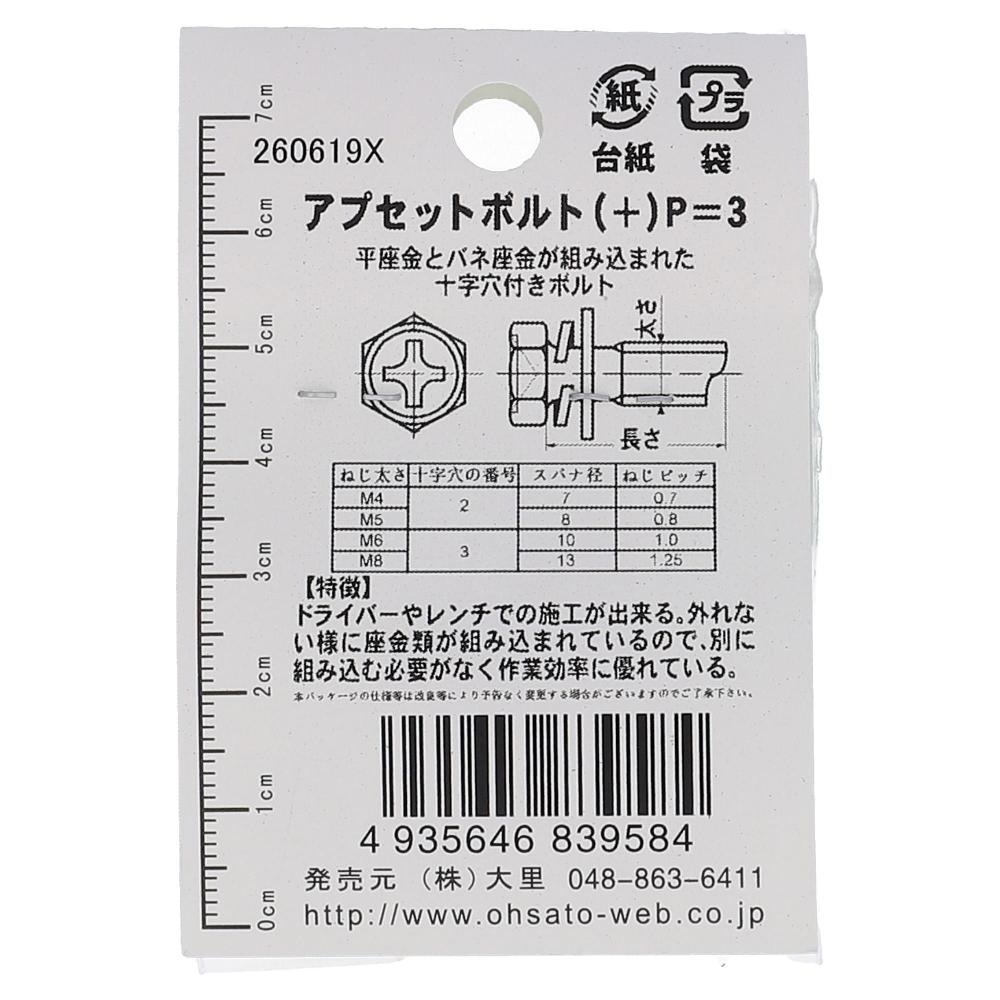 紙 プラ
台紙 袋
260619X
アプセットボルト(+)P=3
平座金とバネ座金が組み込まれた
十字穴付きボルト
太さ
長さ
ねじ太さ 十字穴の番号 スパナ径 ねじピッチ
M4 2 7 0.7
M5 8 0.8
M6 3 10 1.0
M8 13 1.25
【特徴】
ドライバーやレンチでの施工が出来る。外れな
い様に座金類が組み込まれているので、別に
組み込む必要がなく作業効率に優れている。
本パッケージの仕様等は改良等により予告なく変更する場合がございますのでご了承下さい。
4 935646 839584
発売元 (株)大里 048-863-6411
http://www.ohsato-web.co.jp
7cm
6cm
5cm
4cm
3cm
2cm
1cm
0cm